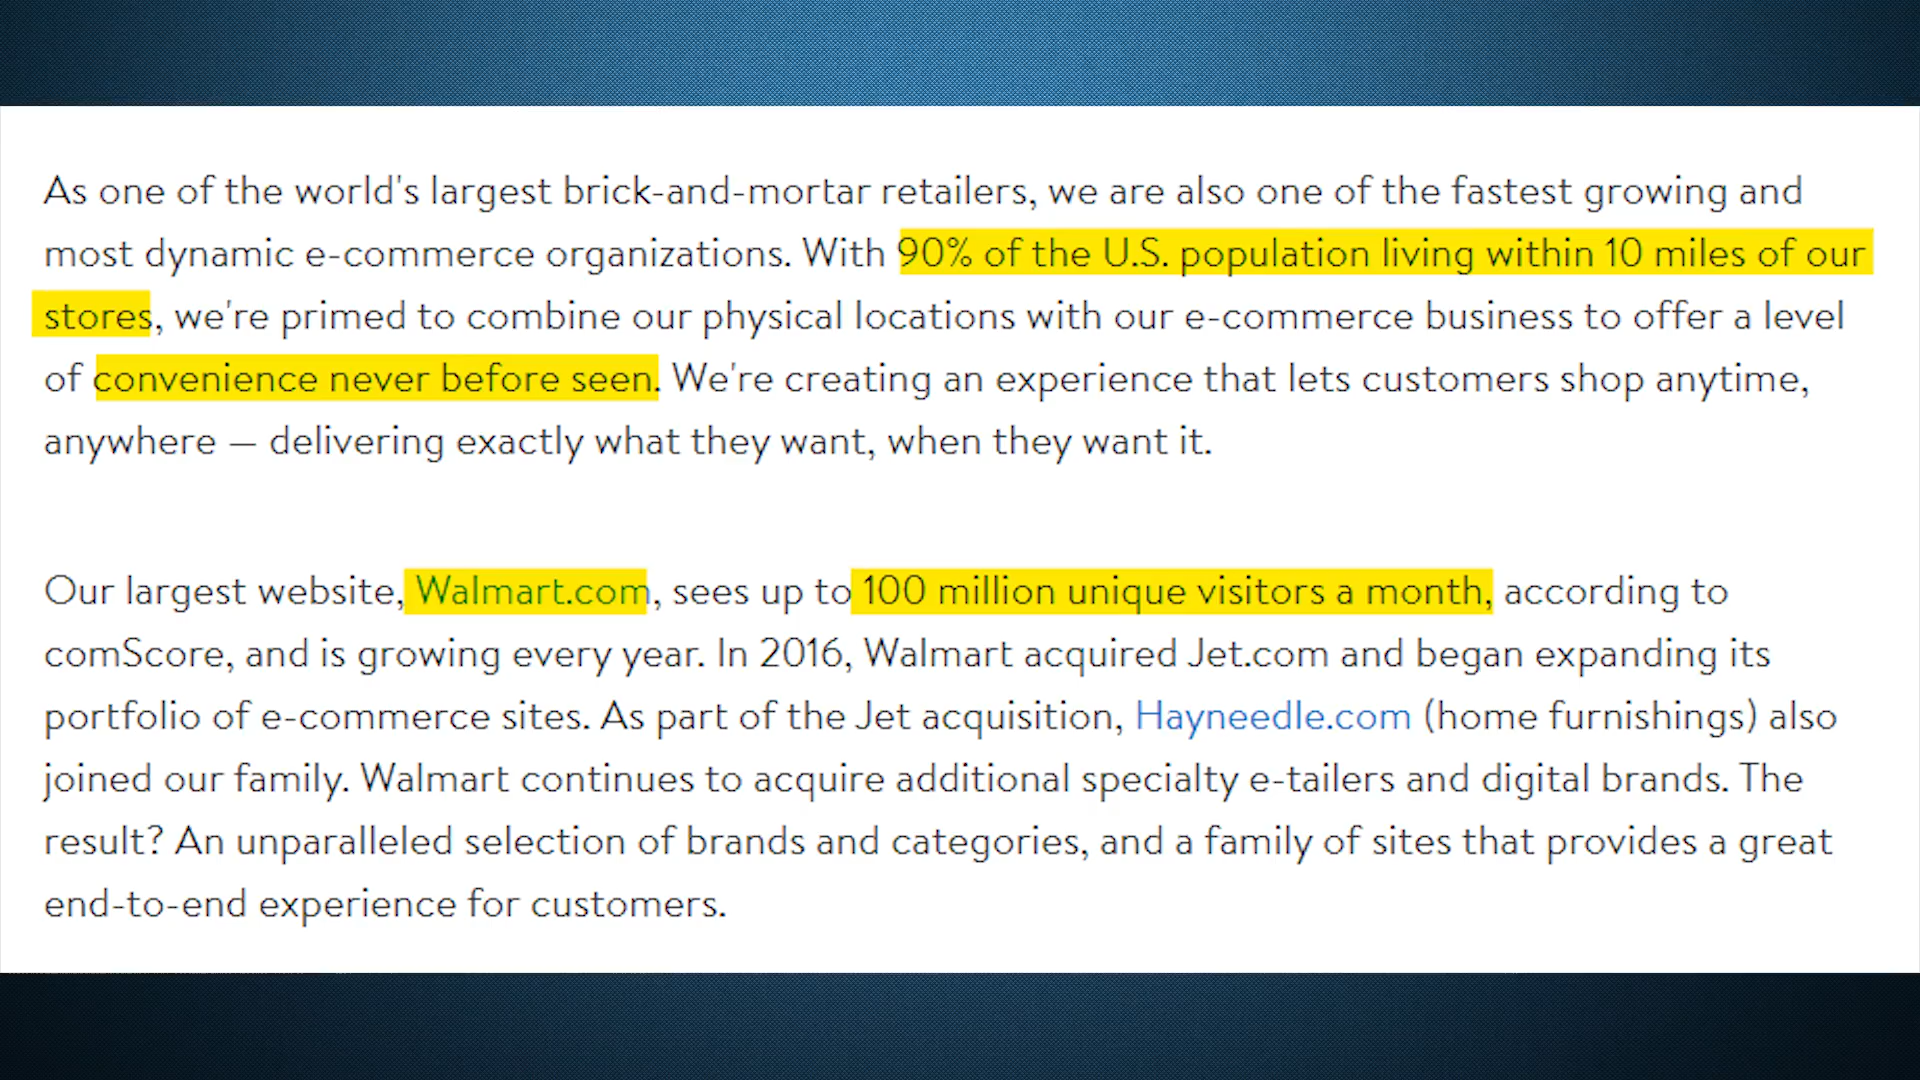 As one of the world's largest brick-and-mortar retailers, we are also one of the fastest growing and
most dynamic e-commerce organizations. With 90% of the U.S. population living within 10 miles of our
stores, we're primed to combine our physical locations with our e-commerce business to offer a level
of convenience never before seen. We're creating an experience that lets customers shop anytime,
anywhere — delivering exactly what they want, when they want it.
Our largest website, Walmart.com, sees up to 100 million unique visitors a month, according to
comScore, and is growing every year. In 2016, Walmart acquired Jet.com and began expanding its
portfolio of e-commerce sites. As part of the Jet acquisition, Hayneedle.com (home furnishings) also
joined our family. Walmart continues to acquire additional specialty e-tailers and digital brands. The
result? An unparalleled selection of brands and categories, and a family of sites that provides a great
end-to-end experience for customers.